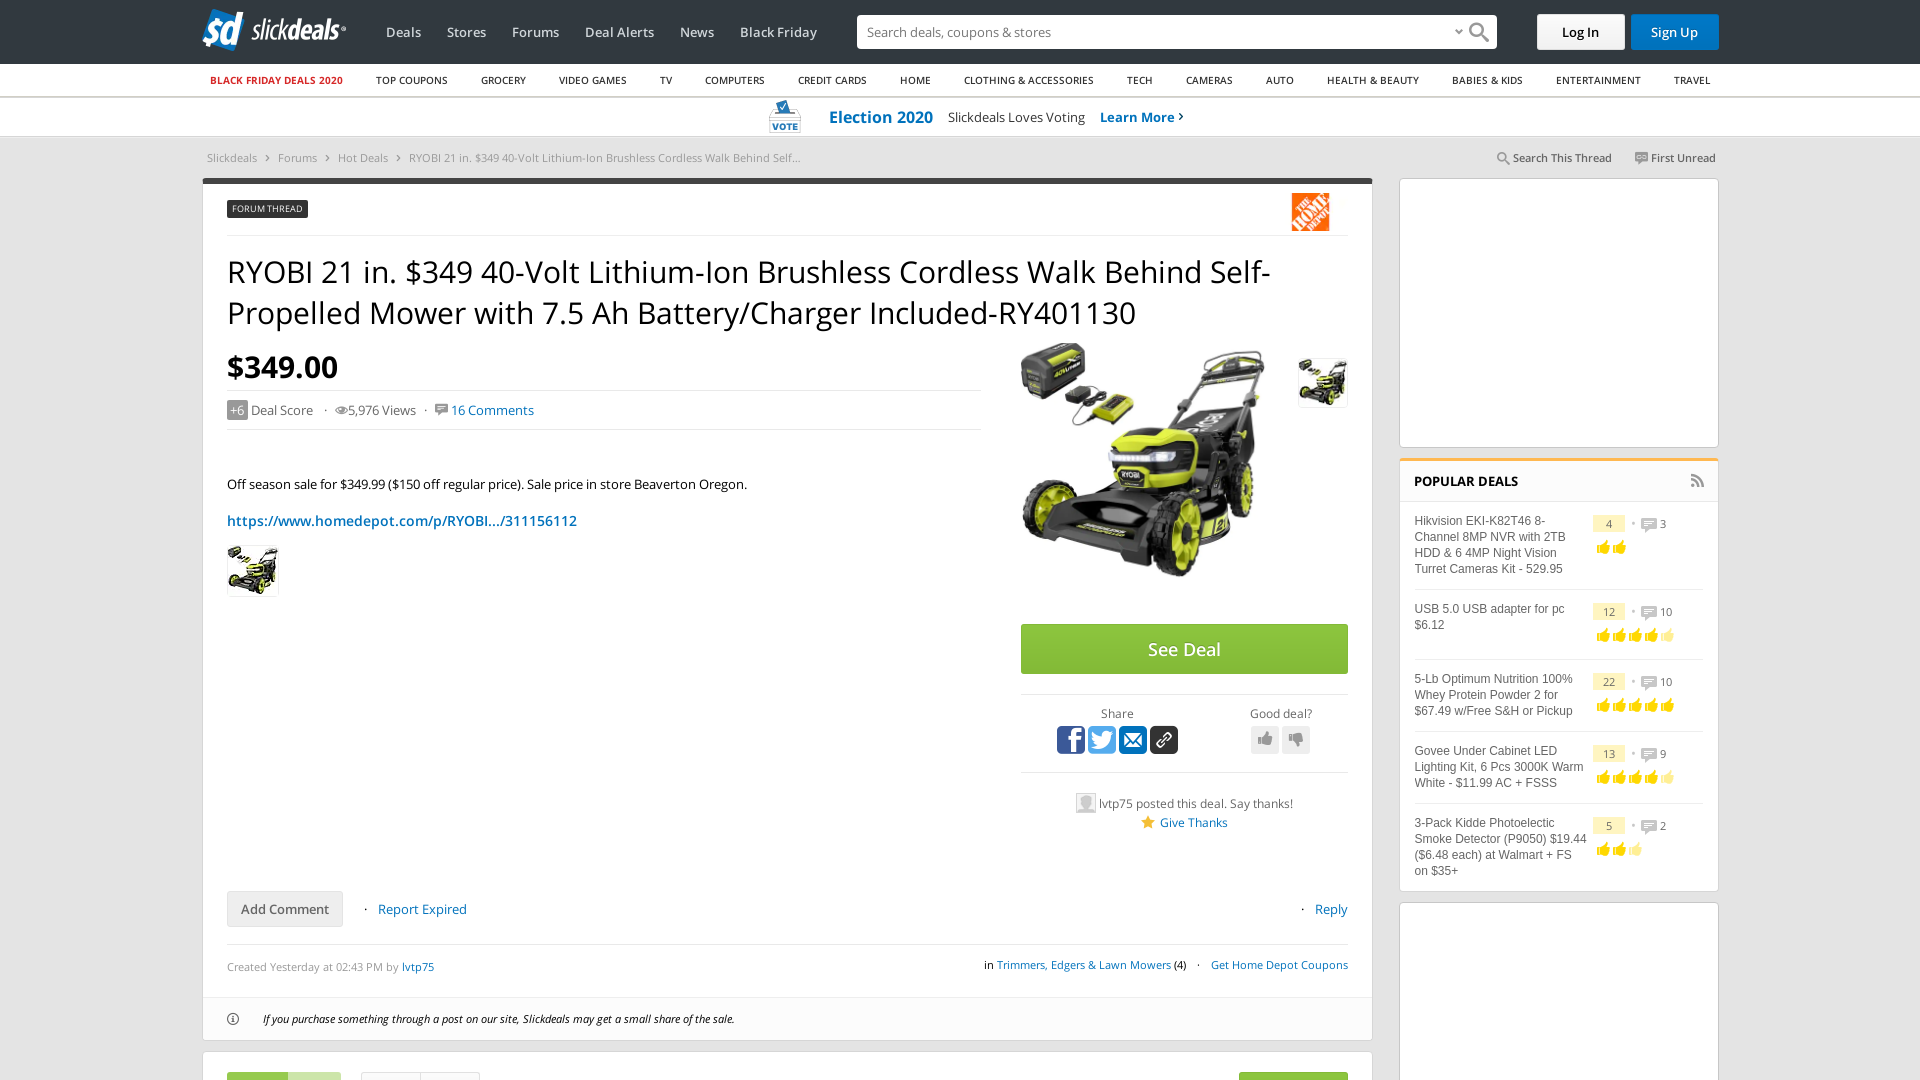 slickdeals
Deals
Stores
Forums
Deal Alerts
News
Black Friday
Search deals, coupons & stores
Log In
Sign Up
BLACK FRIDAY DEALS 2020
TOP COUPONS
GROCERY
VIDEO GAMES
TV
COMPUTERS
CREDIT CARDS
HOME
CLOTHING & ACCESSORIES
TECH
CAMERAS
AUTO
HEALTH & BEAUTY
BABIES & KIDS
ENTERTAINMENT
TRAVEL
VOTE
Election 2020 Slickdeals Loves Voting Learn More
Slickdeals > Forums > Hot Deals > RYOBI 21 in. $349 40-Volt Lithium-Ion Brushless Cordless Walk Behind Self...
Search This Thread
First Unread
FORUM THREAD
THE HOME DEPOT
RYOBI 21 in. $349 40-Volt Lithium-Ion Brushless Cordless Walk Behind Self-
Propelled Mower with 7.5 Ah Battery/Charger Included-RY401130
$349.00
+6 Deal Score · 5,976 Views · 16 Comments
Off season sale for $349.99 ($150 off regular price). Sale price in store Beaverton Oregon.
https://www.homedepot.com/p/RYOBI.../311156112
RYOBI
See Deal
Share
Good deal?
lvtp75 posted this deal. Say thanks!
Give Thanks
Add Comment
· Report Expired
· Reply
Created Yesterday at 02:43 PM by lvtp75
in Trimmers, Edgers & Lawn Mowers (4) · Get Home Depot Coupons
If you purchase something through a post on our site, Slickdeals may get a small share of the sale.
POPULAR DEALS
Hikvision EKI-K82T46 8-
Channel 8MP NVR with 2TB
HDD & 6 4MP Night Vision
Turret Cameras Kit - 529.95
4 · 3
USB 5.0 USB adapter for pc
$6.12
12 · 10
5-Lb Optimum Nutrition 100%
Whey Protein Powder 2 for
$67.49 w/Free S&H or Pickup
22 · 10
Govee Under Cabinet LED
Lighting Kit, 6 Pcs 3000K Warm
White - $11.99 AC + FSSS
13 · 9
3-Pack Kidde Photoelectic
Smoke Detector (P9050) $19.44
($6.48 each) at Walmart + FS
on $35+
5 · 2